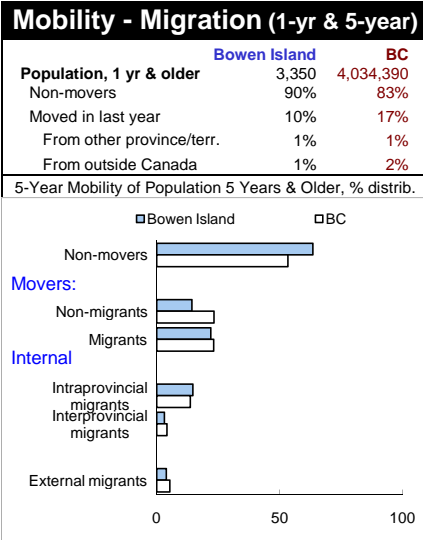 Mobility - Migration (1-yr & 5-year)
Bowen Island BC
Population, 1 yr & older 3,350 4,034,390
Non-movers 90% 83%
Moved in last year 10% 17%
From other province/terr. 1% 1%
From outside Canada 1% 2%
5-Year Mobility of Population 5 Years & Older, % distrib.
Bowen Island BC
Non-movers
Movers:
Non-migrants
Migrants
Internal
Intraprovincial
migrants
Interprovincial
migrants
External migrants
0 50 100